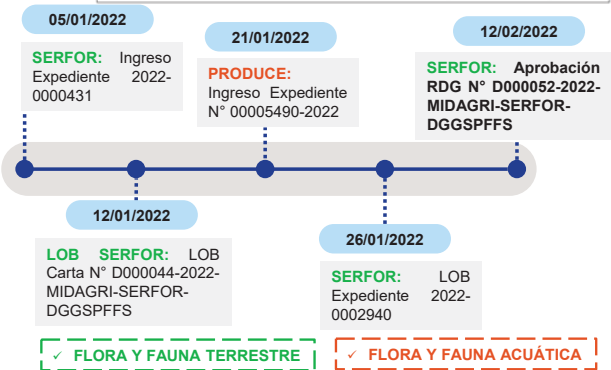 05/01/2022
SERFOR: Ingreso
Expediente 2022-
0000431
21/01/2022
PRODUCE:
Ingreso Expediente
N° 00005490-2022
12/02/2022
SERFOR: Aprobación
RDG N° D000052-2022-
MIDAGRI-SERFOR-
DGGSPFFS
12/01/2022
LOB SERFOR: LOB
Carta N° D000044-2022-
MIDAGRI-SERFOR-
DGGSPFFS
26/01/2022
SERFOR: LOB
Expediente 2022-
0002940
✓ FLORA Y FAUNA TERRESTRE
✓ FLORA Y FAUNA ACUÁTICA